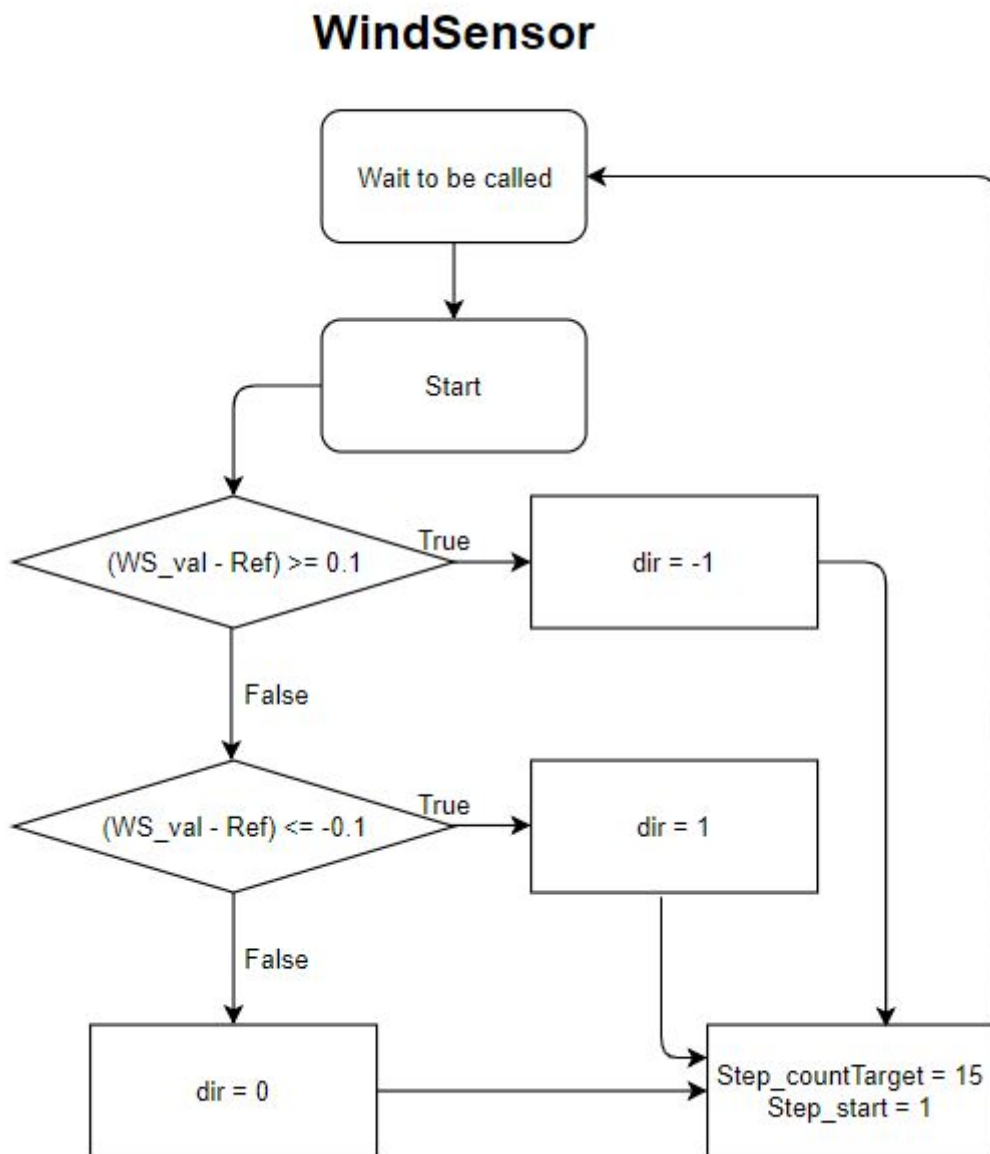 WindSensor
Wait to be called
Start
(WS_val - Ref) >= 0.1
True
dir = -1
False
(WS_val - Ref) <= -0.1
True
dir = 1
False
dir = 0
Step_countTarget = 15
Step_start = 1